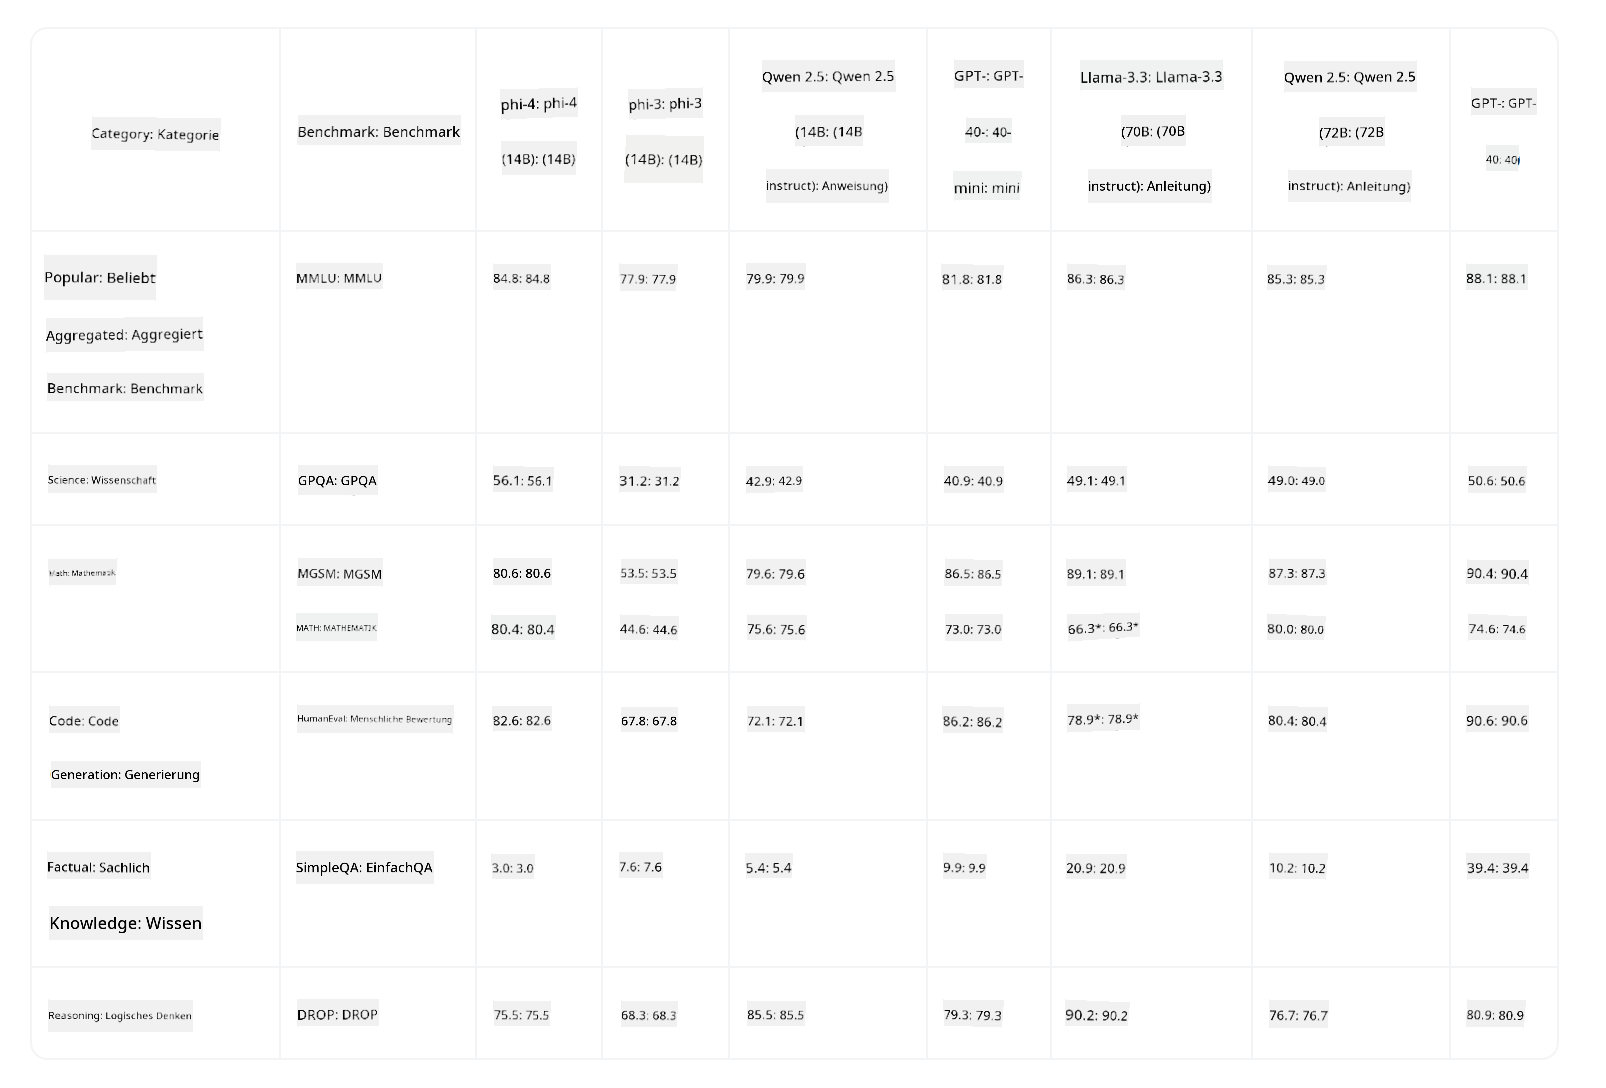 Category: Kategorie
Benchmark: Benchmark
phi-4: phi-4
(14B): (14B)
phi-3: phi-3
(14B): (14B)
Qwen 2.5: Qwen 2.5
(14B: (14B
instruct): Anweisung)
GPT-: GPT-
40-: 40-
mini: mini
Llama-3.3: Llama-3.3
(70B: (70B
instruct): Anleitung)
Qwen 2.5: Qwen 2.5
(72B: (72B
instruct): Anleitung)
GPT-: GPT-
40: 40
Popular: Beliebt
Aggregated: Aggregiert
Benchmark: Benchmark
MMLU: MMLU
84.8: 84.8
77.9: 77.9
79.9: 79.9
81.8: 81.8
86.3: 86.3
85.3: 85.3
88.1: 88.1
Science: Wissenschaft
GPQA: GPQA
56.1: 56.1
31.2: 31.2
42.9: 42.9
40.9: 40.9
49.1: 49.1
49.0: 49.0
50.6: 50.6
Math: Mathematik
MGSM: MGSM
80.6: 80.6
53.5: 53.5
79.6: 79.6
86.5: 86.5
89.1: 89.1
87.3: 87.3
90.4: 90.4
MATH: MATHEMATIK
80.4: 80.4
44.6: 44.6
75.6: 75.6
73.0: 73.0
66.3*: 66.3*
80.0: 80.0
74.6: 74.6
Code: Code
Generation: Generierung
HumanEval: Menschliche Bewertung
82.6: 82.6
67.8: 67.8
72.1: 72.1
86.2: 86.2
78.9*: 78.9*
80.4: 80.4
90.6: 90.6
Factual: Sachlich
Knowledge: Wissen
SimpleQA: EinfachQA
3.0: 3.0
7.6: 7.6
5.4: 5.4
9.9: 9.9
20.9: 20.9
10.2: 10.2
39.4: 39.4
Reasoning: Logisches Denken
DROP: DROP
75.5: 75.5
68.3: 68.3
85.5: 85.5
79.3: 79.3
90.2: 90.2
76.7: 76.7
80.9: 80.9